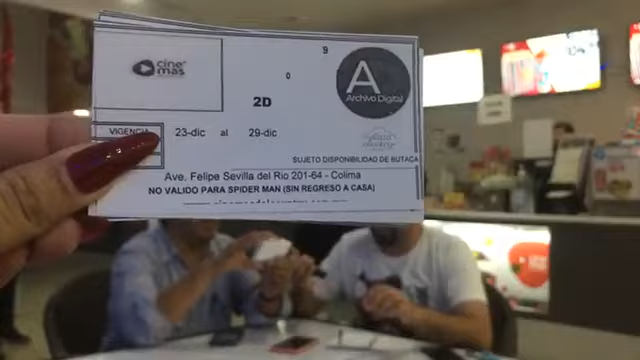 cine
mas
9
0
2D
A
Archivo Digital
VIGENCIA
23-dic al 29-dic
SUJETO DISPONIBILIDAD DE BUTACA
Ave. Felipe Sevilla del Rio 201-64 - Colima
NO VALIDO PARA SPIDER MAN (SIN REGRESO A CASA)